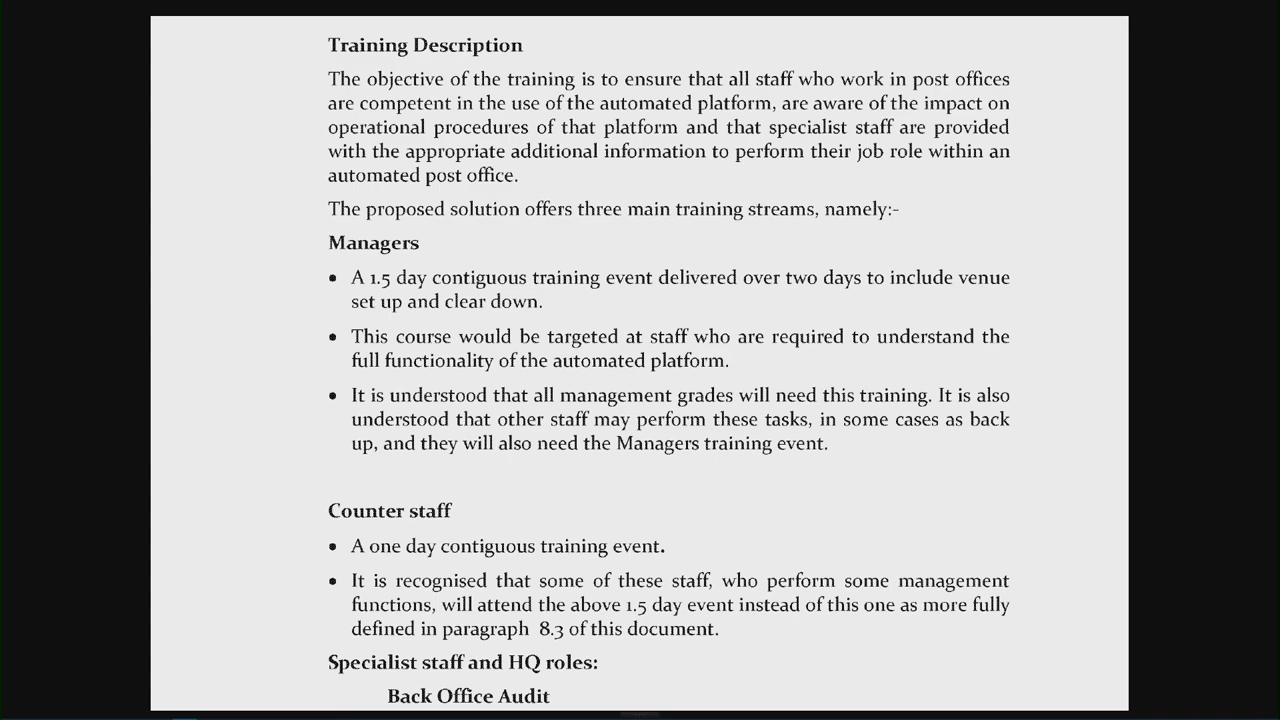 Training Description
The objective of the training is to ensure that all staff who work in post offices
are competent in the use of the automated platform, are aware of the impact on
operational procedures of that platform and that specialist staff are provided
with the appropriate additional information to perform their job role within an
automated post office.
The proposed solution offers three main training streams, namely:-
Managers
• A 1.5 day contiguous training event delivered over two days to include venue
set up and clear down.
• This course would be targeted at staff who are required to understand the
full functionality of the automated platform.
• It is understood that all management grades will need this training. It is also
understood that other staff may perform these tasks, in some cases as back
up, and they will also need the Managers training event.
Counter staff
• A one day contiguous training event.
• It is recognised that some of these staff, who perform some management
functions, will attend the above 1.5 day event instead of this one as more fully
defined in paragraph 8.3 of this document.
Specialist staff and HQ roles:
Back Office Audit